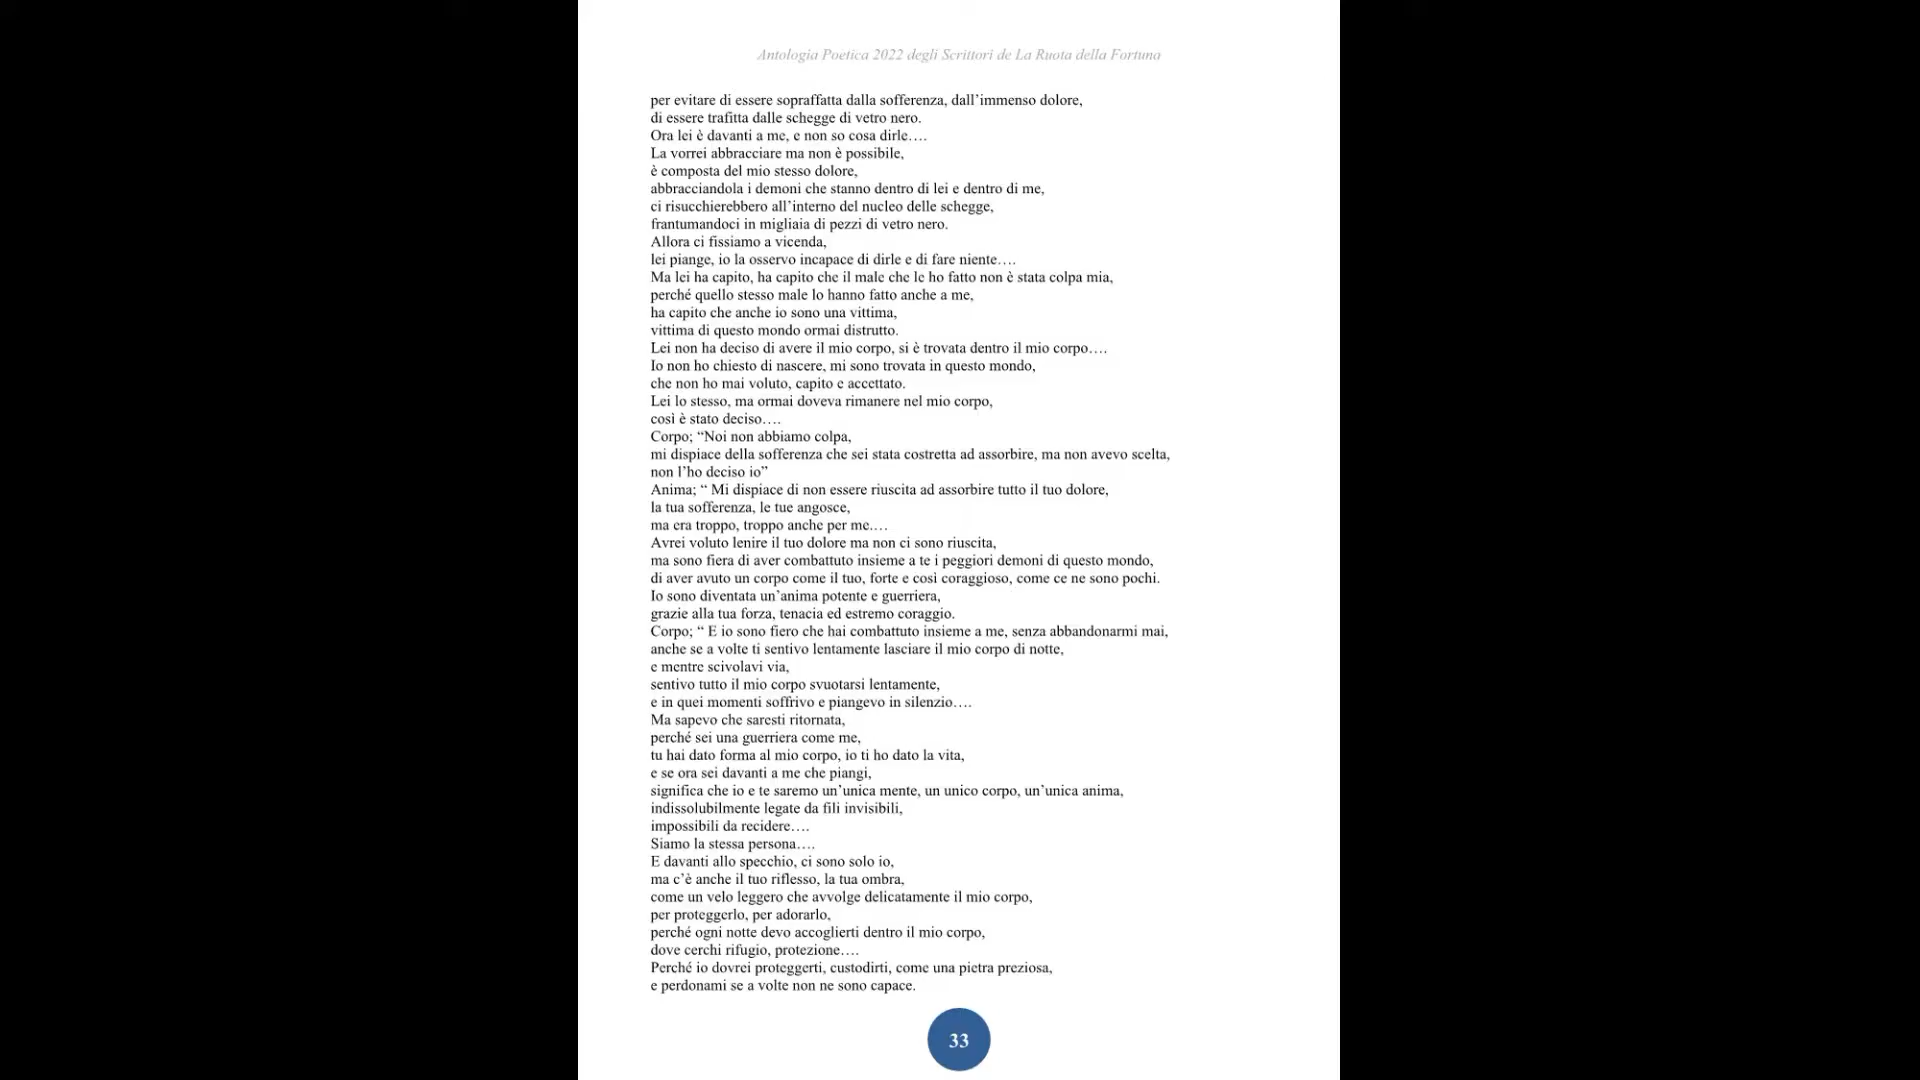 Antologia Poetica 2022 degli Scrittori de La Ruota della Fortuna
per evitare di essere sopraffatta dalla sofferenza, dall’immenso dolore,
di essere trafitta dalle schegge di vetro nero.
Ora lei è davanti a me, e non so cosa dirle….
La vorrei abbracciare ma non è possibile,
è composta del mio stesso dolore,
abbracciandola i demoni che stanno dentro di lei e dentro di me,
ci risucchierebbero all’interno del nucleo delle schegge,
frantumandoci in migliaia di pezzi di vetro nero.
Allora ci fissiamo a vicenda,
lei piange, io la osservo incapace di dirle e di fare niente….
Ma lei ha capito, ha capito che il male che le ho fatto non è stata colpa mia,
perché quello stesso male lo hanno fatto anche a me,
ha capito che anche io sono una vittima,
vittima di questo mondo ormai distrutto.
Lei non ha deciso di avere il mio corpo, si è trovata dentro il mio corpo….
Io non ho chiesto di nascere, mi sono trovata in questo mondo,
che non ho mai voluto, capito e accettato.
Lei lo stesso, ma ormai doveva rimanere nel mio corpo,
così è stato deciso….
Corpo; “Noi non abbiamo colpa,
mi dispiace della sofferenza che sei stata costretta ad assorbire, ma non avevo scelta,
non l’ho deciso io”
Anima; “ Mi dispiace di non essere riuscita ad assorbire tutto il tuo dolore,
la tua sofferenza, le tue angosce,
ma era troppo, troppo anche per me….
Avrei voluto lenire il tuo dolore ma non ci sono riuscita,
ma sono fiera di aver combattuto insieme a te i peggiori demoni di questo mondo,
di aver avuto un corpo come il tuo, forte e così coraggioso, come ce ne sono pochi.
Io sono diventata un’anima potente e guerriera,
grazie alla tua forza, tenacia ed estremo coraggio.
Corpo; “ E io sono fiero che hai combattuto insieme a me, senza abbandonarmi mai,
anche se a volte ti sentivo lentamente lasciare il mio corpo di notte,
e mentre scivolavi via,
sentivo tutto il mio corpo svuotarsi lentamente,
e in quei momenti soffrivo e piangevo in silenzio….
Ma sapevo che saresti ritornata,
perché sei una guerriera come me,
tu hai dato forma al mio corpo, io ti ho dato la vita,
e se ora sei davanti a me che piangi,
significa che io e te saremo un’unica mente, un unico corpo, un’unica anima,
indissolubilmente legate da fili invisibili,
impossibili da recidere….
Siamo la stessa persona….
E davanti allo specchio, ci sono solo io,
ma c’è anche il tuo riflesso, la tua ombra,
come un velo leggero che avvolge delicatamente il mio corpo,
per proteggerlo, per adorarlo,
perché ogni notte devo accoglierti dentro il mio corpo,
dove cerchi rifugio, protezione….
Perché io dovrei proteggerti, custodirti, come una pietra preziosa,
e perdonami se a volte non ne sono capace.
33